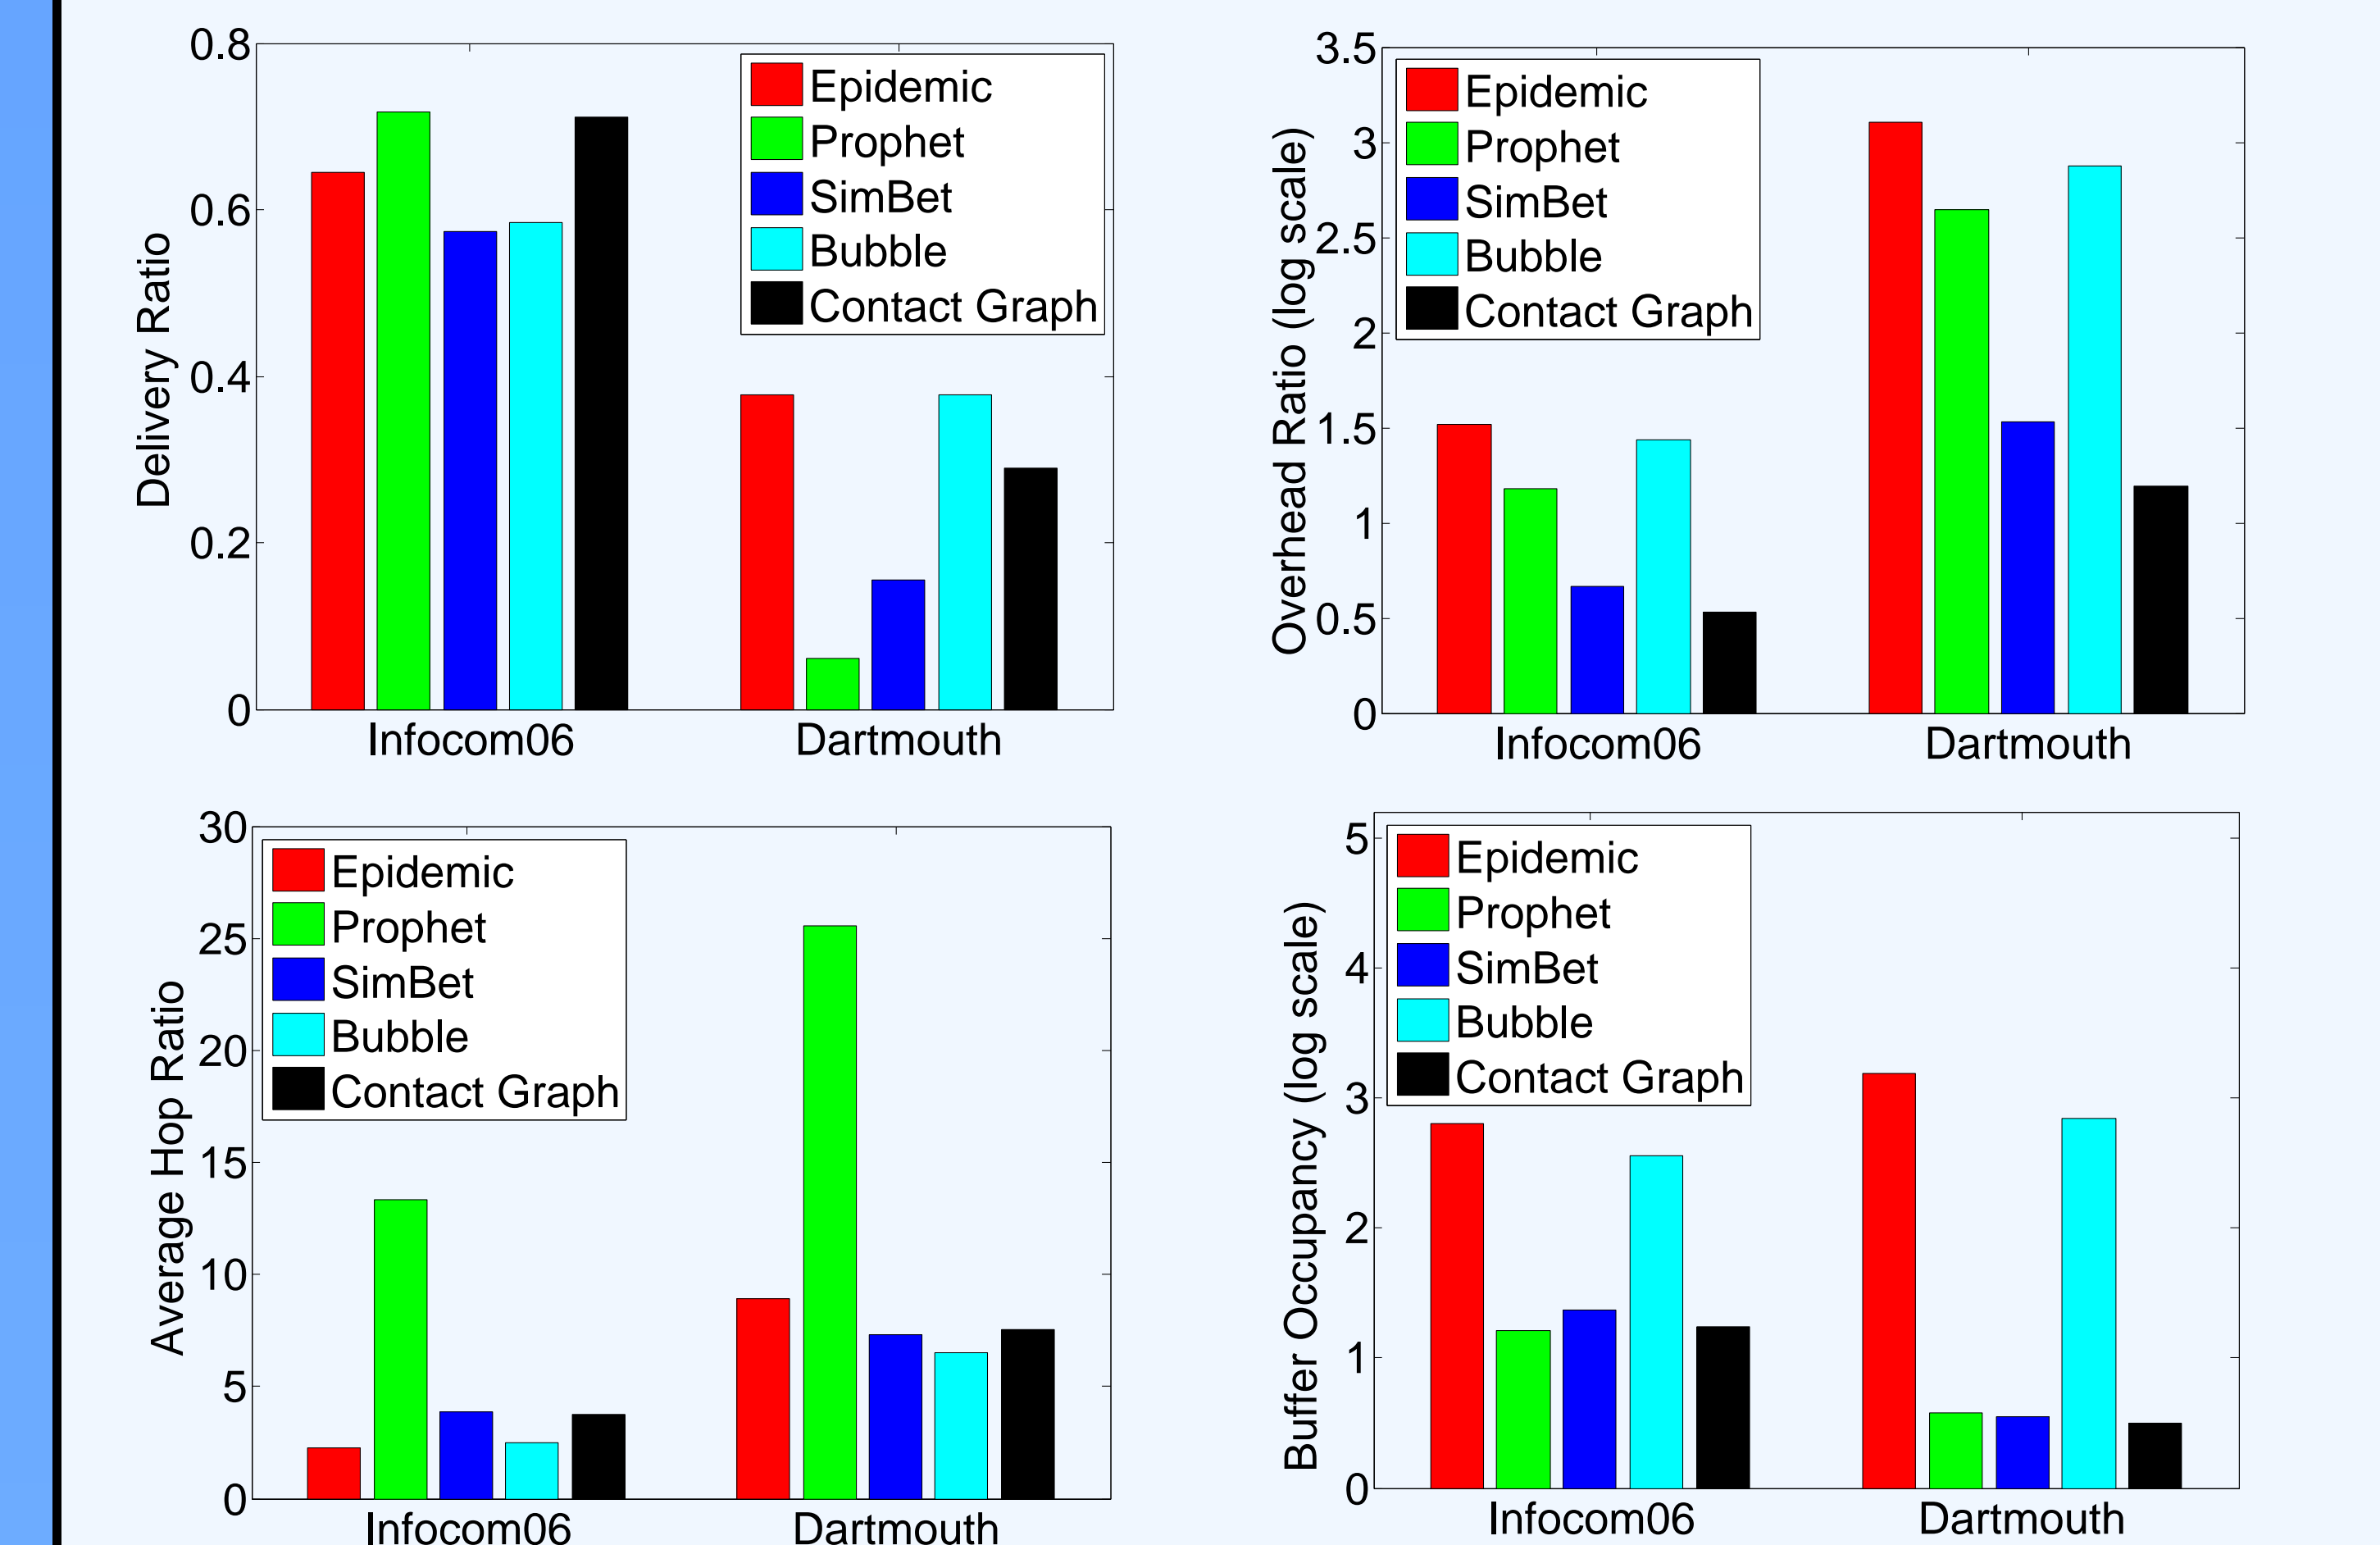 Delivery Ratio
0.8
0.6
0.4
0.2
0
Epidemic
Prophet
SimBet
Bubble
Contact Graph
Infocom06
Dartmouth
Overhead Ratio (log scale)
3.5
3
2.5
2
1.5
1
0.5
0
Epidemic
Prophet
SimBet
Bubble
Contact Graph
Infocom06
Dartmouth
Average Hop Ratio
30
25
20
15
10
5
0
Epidemic
Prophet
SimBet
Bubble
Contact Graph
Infocom06
Dartmouth
Buffer Occupancy (log scale)
5
4
3
2
1
0
Epidemic
Prophet
SimBet
Bubble
Contact Graph
Infocom06
Dartmouth